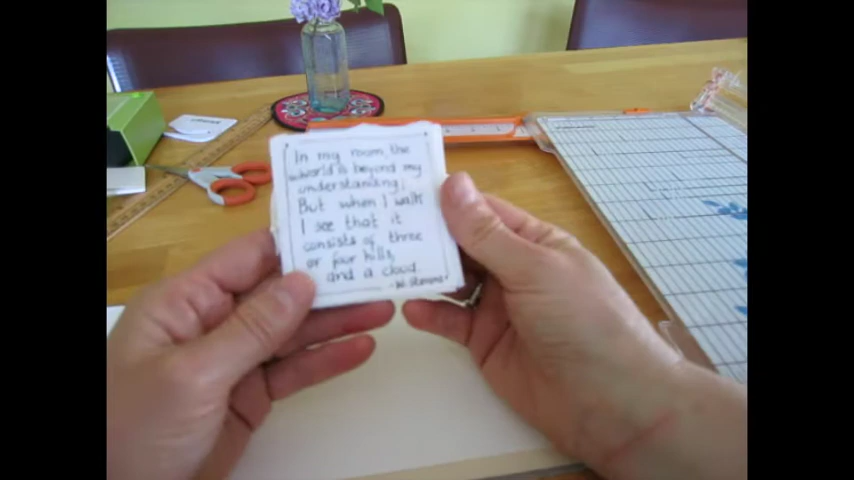 In my room, the
world is beyond my
understanding;
But when I walk
I see that it
consists of three
or four hills
and a cloud.
-W. Stevens